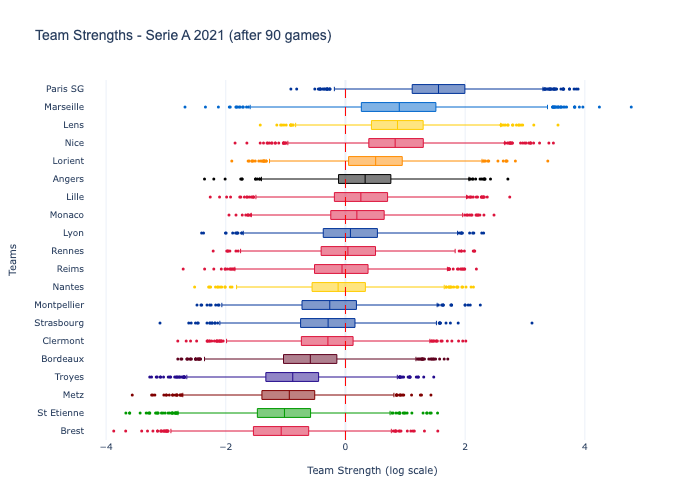 Team Strengths - Serie A 2021 (after 90 games)
Paris SG
Marseille
Lens
Nice
Lorient
Angers
Lille
Monaco
Lyon
Rennes
Reims
Nantes
Montpellier
Strasbourg
Clermont
Bordeaux
Troyes
Metz
St Etienne
Brest
Teams
−4 −2 0 2 4
Team Strength (log scale)